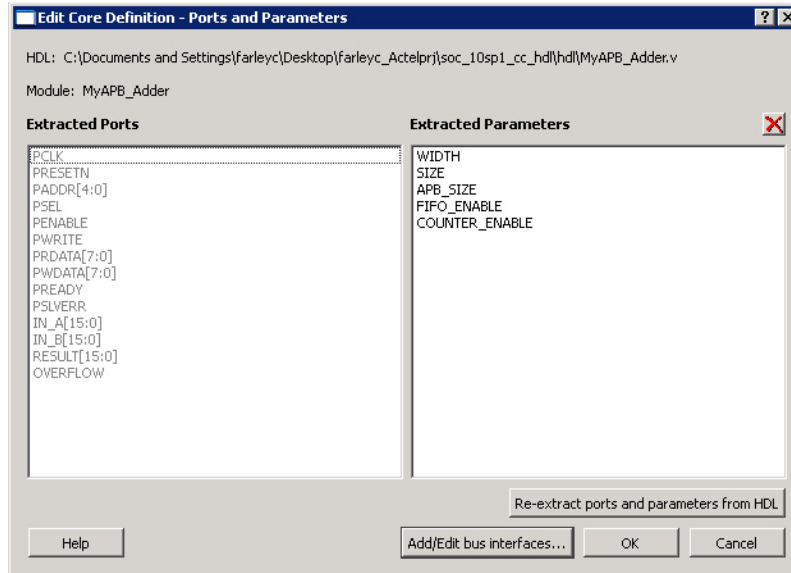 Edit Core Definition - Ports and Parameters
HDL: C:\Documents and Settings\farleyc\Desktop\farleyc_Actelprj\soc_10sp1_cc_hdl\hdl\MyAPB_Adder.v
Module: MyAPB_Adder
Extracted Ports
PCLK
PRESETN
PADDR[4:0]
PSEL
PENABLE
PWRITE
PRDATA[7:0]
PWDATA[7:0]
PREADY
PSLVERR
IN_A[15:0]
IN_B[15:0]
RESULT[15:0]
OVERFLOW
Extracted Parameters
WIDTH
SIZE
APB_SIZE
FIFO_ENABLE
COUNTER_ENABLE
Re-extract ports and parameters from HDL
Help
Add/Edit bus interfaces...
OK
Cancel